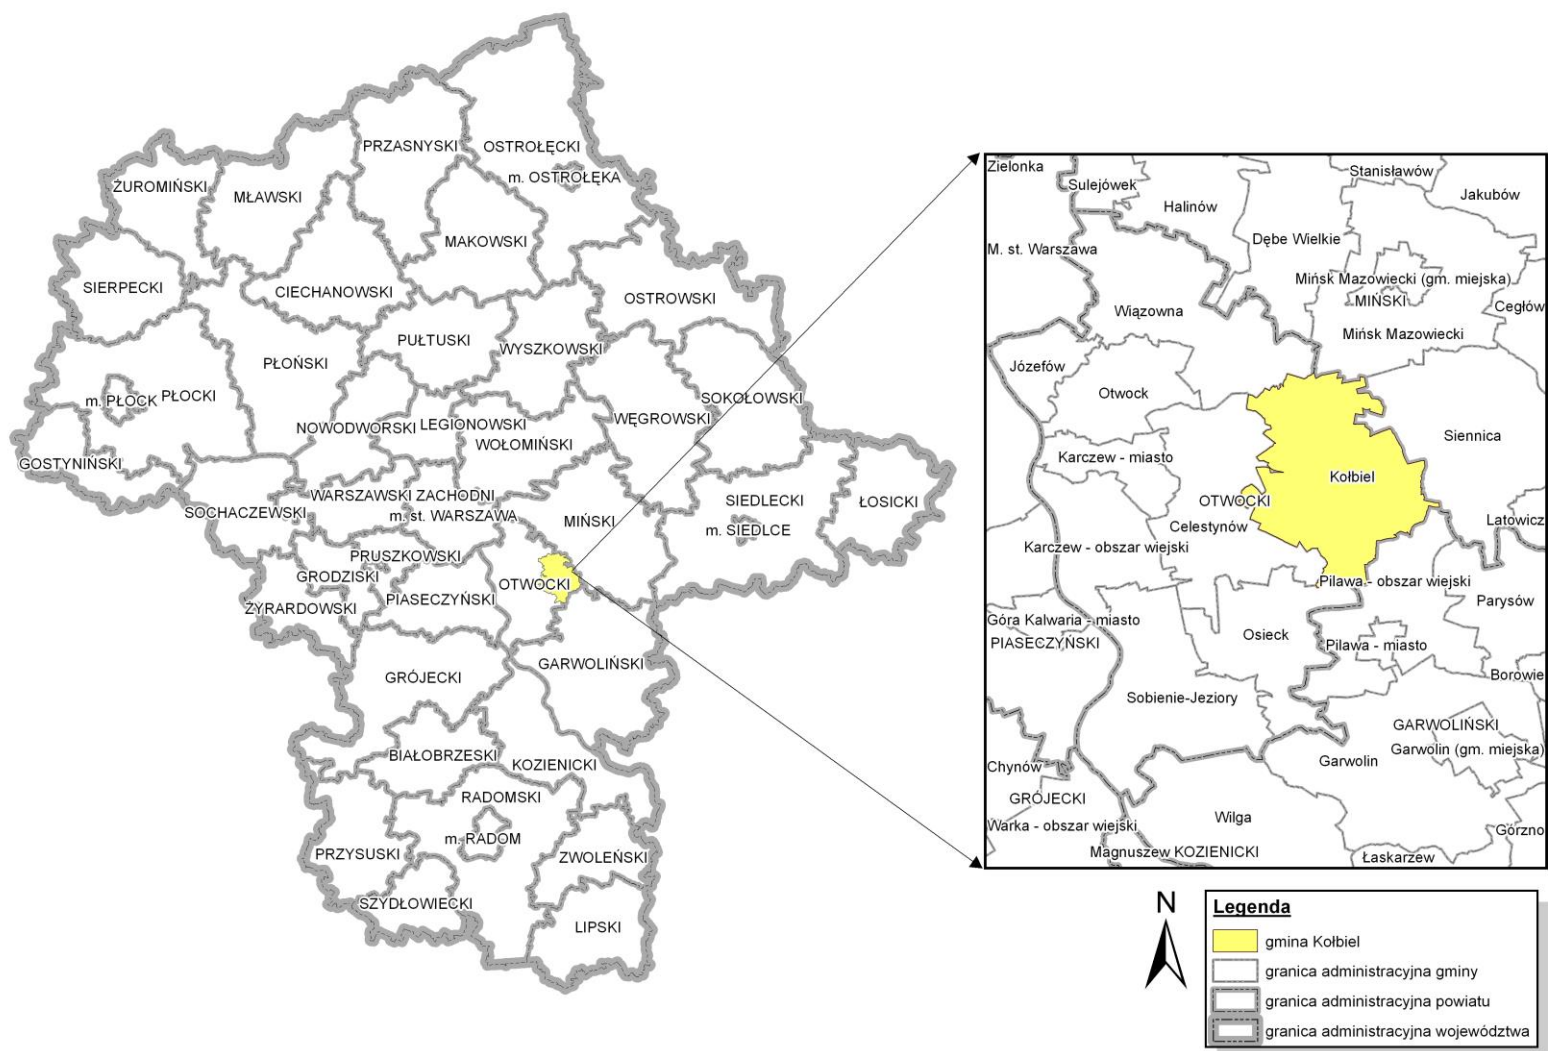 PRZASNYSKI
OSTROŁĘCKI
m. OSTROŁĘKA
ŻUROMIŃSKI
MŁAWSKI
MAKOWSKI
SIERPECKI
CIECHANOWSKI
OSTROWSKI
PUŁTUSKI
WYSZKOWSKI
PŁOŃSKI
m. PŁOCK
PŁOCKI
SOKOŁOWSKI
WĘGROWSKI
NOWODWORSKI
LEGIONOWSKI
WOŁOMIŃSKI
GOSTYNIŃSKI
WARSZAWSKI ZACHODNI
m. st. WARSZAWA
SOCHACZEWSKI
MIŃSKI
SIEDLECKI
m. SIEDLCE
ŁOSICKI
PRUSZKOWSKI
GRODZISKI
OTWOCKI
PIASECZYŃSKI
ŻYRARDOWSKI
GARWOLIŃSKI
GRÓJECKI
BIAŁOBRZESKI
KOZIENICKI
RADOMSKI
m. RADOM
PRZYSUSKI
ZWOLEŃSKI
SZYDŁOWIECKI
LIPSKI
Zielonka
Sulejówek
Stanisławów
Jakubów
Halinów
Dębe Wielkie
M. st. Warszawa
Mińsk Mazowiecki (gm. miejska)
MIŃSKI
Cegłów
Wiązowna
Mińsk Mazowiecki
Józefów
Otwock
Siennica
Karczew - miasto
Kołbiel
OTWOCKI
Celestynów
Latowicz
Karczew - obszar wiejski
Pilawa - obszar wiejski
Parysów
Góra Kalwaria - miasto
PIASECZYŃSKI
Osieck
Pilawa - miasto
Borowie
Sobienie-Jeziory
GARWOLIŃSKI
Garwolin (gm. miejska)
Garwolin
Chynów
GRÓJECKI
Wilga
Warka - obszar wiejski
Górzno
Magnuszew KOZIENICKI
Łaskarzew
N
Legenda
gmina Kołbiel
granica administracyjna gminy
granica administracyjna powiatu
granica administracyjna województwa